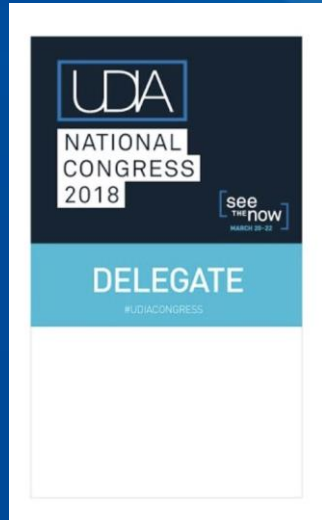 UDIA
NATIONAL
CONGRESS
2018
see
THE now
MARCH 20-22
DELEGATE
#UDIACONGRESS